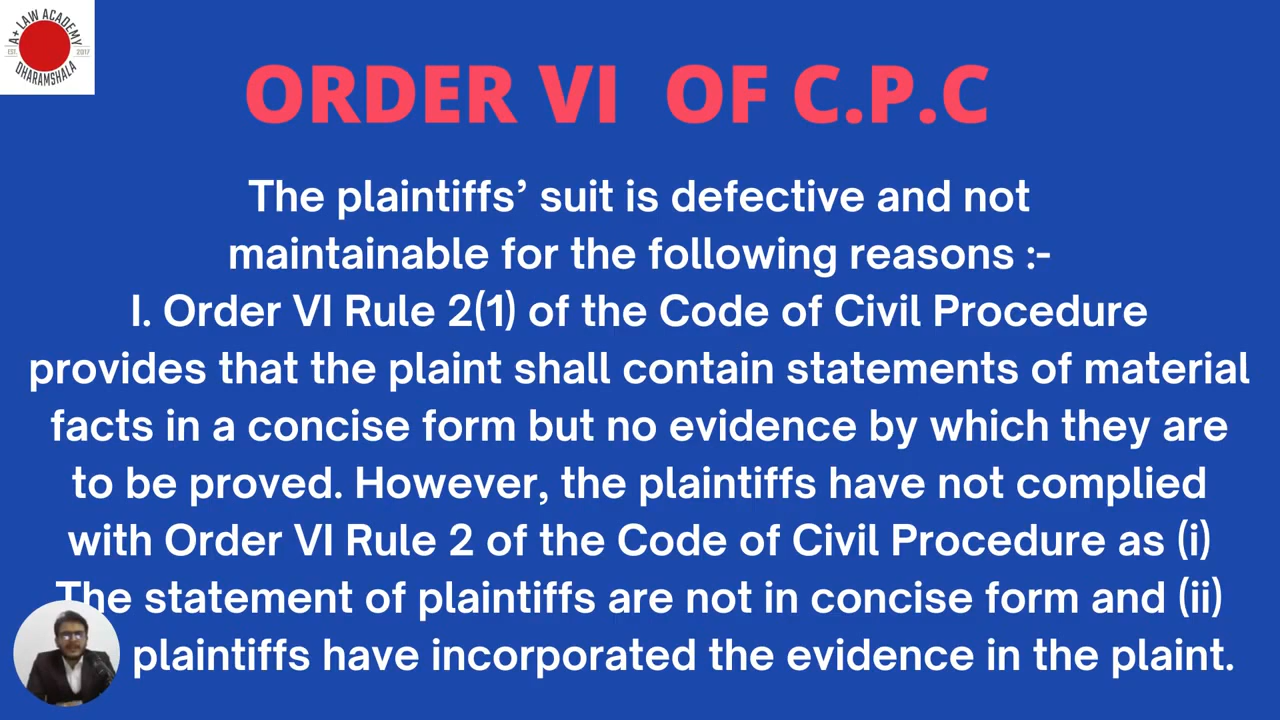 A+ LAW ACADEMY
EST. 2017
DHARAMSHALA
ORDER VI OF C.P.C
The plaintiffs’ suit is defective and not
maintainable for the following reasons :-
I. Order VI Rule 2(1) of the Code of Civil Procedure
provides that the plaint shall contain statements of material
facts in a concise form but no evidence by which they are
to be proved. However, the plaintiffs have not complied
with Order VI Rule 2 of the Code of Civil Procedure as (i)
The statement of plaintiffs are not in concise form and (ii)
plaintiffs have incorporated the evidence in the plaint.